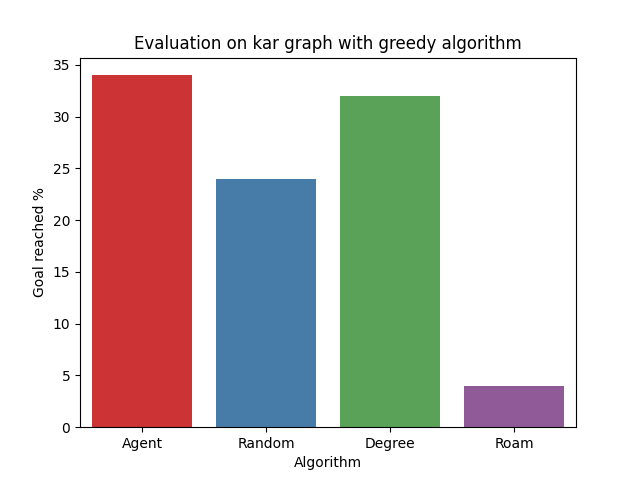 Evaluation on kar graph with greedy algorithm
Goal reached %
35
30
25
20
15
10
5
0
Agent
Random
Degree
Roam
Algorithm